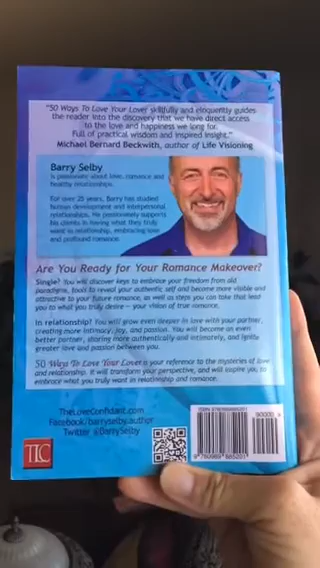 "50 Ways To Love Your Lover skillfully and eloquently guides
the reader into the discovery that we have direct access
to the love and happiness we long for.
Full of practical wisdom and inspired insight."
Michael Bernard Beckwith, author of Life Visioning
Barry Selby
is passionate about love, romance and
healthy relationships.
For over 25 years, Barry has studied
human development and interpersonal
relationships. He passionately supports
his clients in having what they truly
want in relationship, embracing love
and profound romance.
Are You Ready for Your Romance Makeover?
Single? You will discover keys to embrace your freedom from old
paradigms, tools to reveal your authentic self and become more visible and
attractive to your future romance, as well as steps you can take that lead
you to what you truly desire – your vision of true romance.
In relationship? You will grow even deeper in love with your partner,
creating more intimacy, joy, and passion. You will become an even
better partner, sharing more authentically and intimately, and ignite
greater love and passion between you.
50 Ways To Love Your Lover is your reference to the mysteries of love
and relationship. It will transform your perspective, and will inspire you to
embrace what you truly want in relationship and romance.
TheLoveConfidant.com
Facebook/barryselby.author
Twitter @BarrySelby
TLC
90000